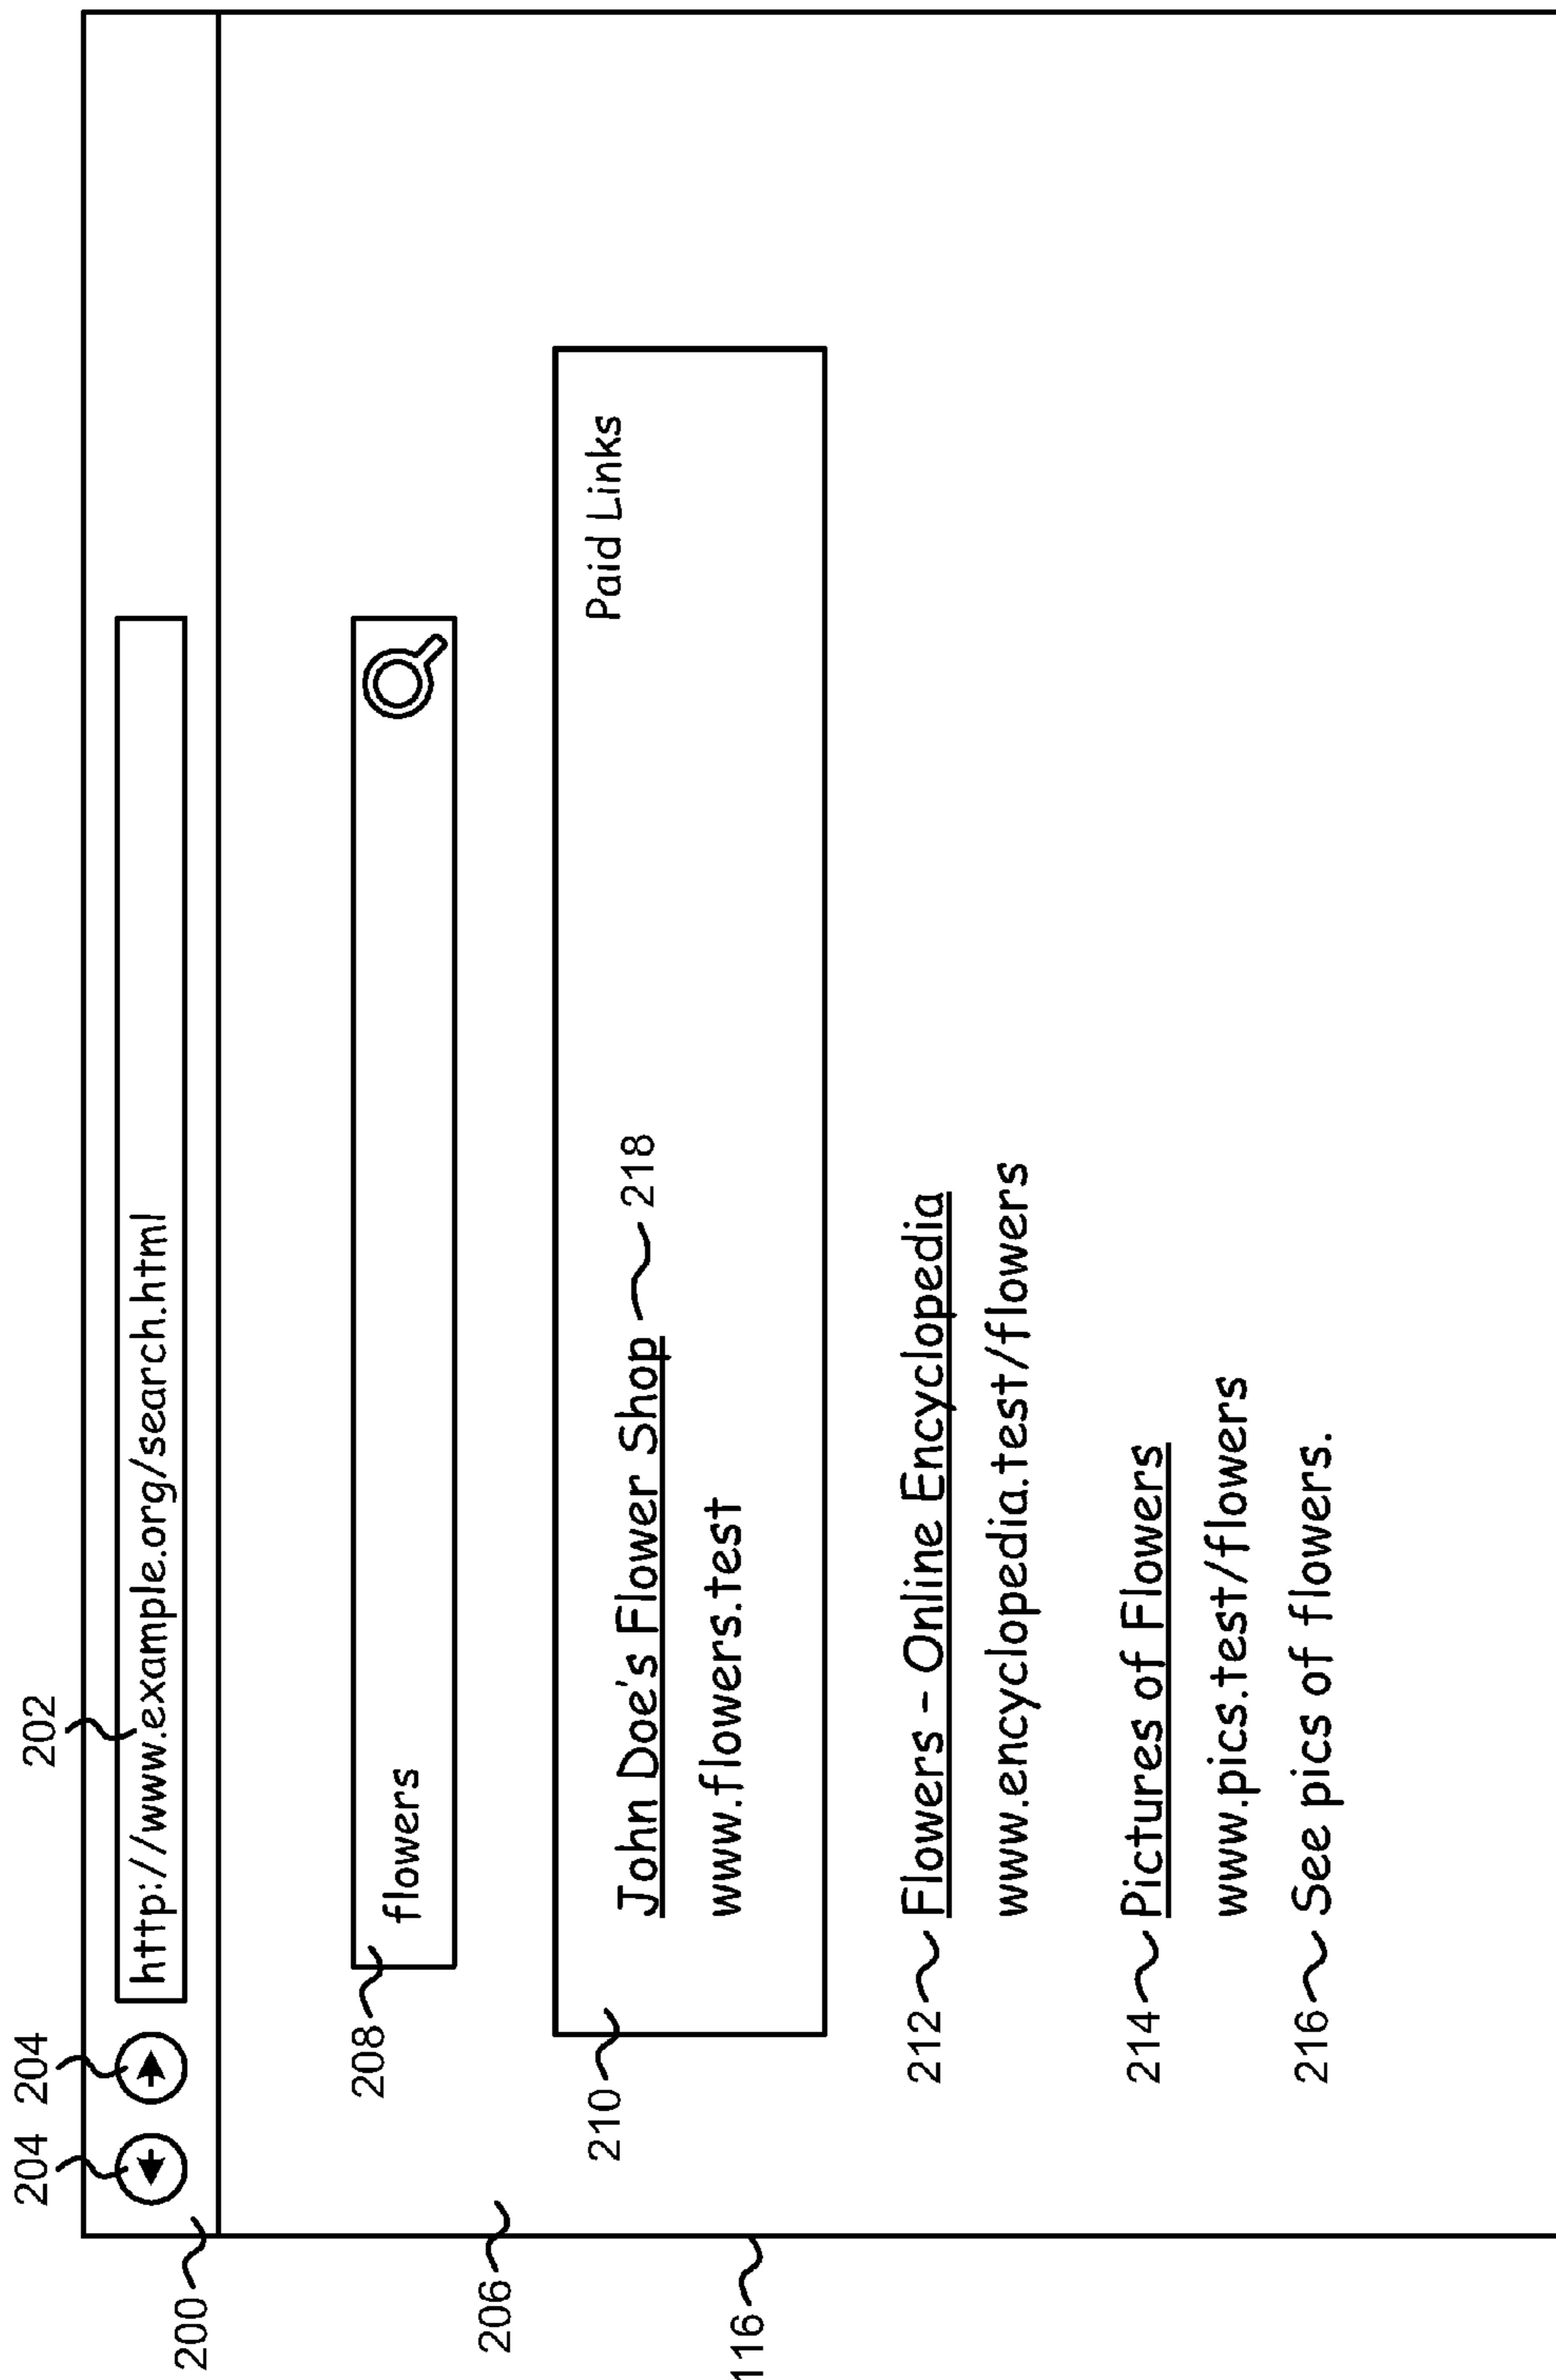 204 204 202
200
http://www.example.org/search.html
208
flowers
206
210
Paid Links
John Doe's Flower Shop 218
www.flowers.test
116
212 Flowers - Online Encyclopedia
www.encyclopedia.test/flowers
214 Pictures of Flowers
www.pics.test/flowers
216 See pics of flowers.